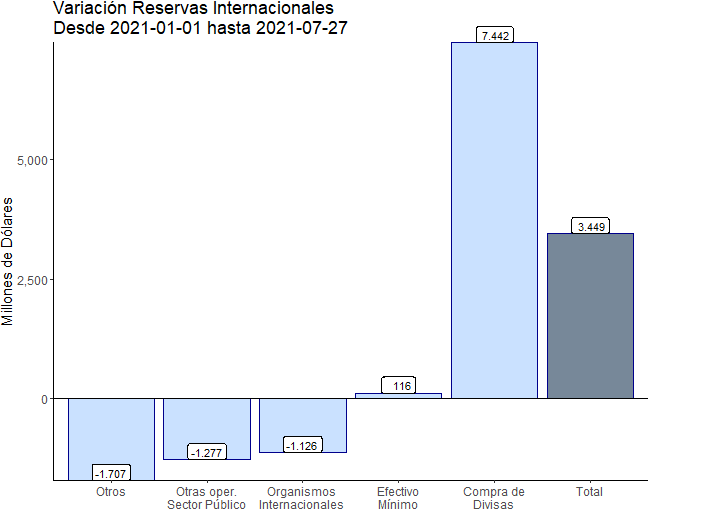 Variación Reservas Internacionales
Desde 2021-01-01 hasta 2021-07-27
Millones de Dólares
5,000
2,500
0
7.442
3.449
116
-1.126
-1.277
-1.707
Otros
Otras oper.
Sector Público
Organismos
Internacionales
Efectivo
Mínimo
Compra de
Divisas
Total